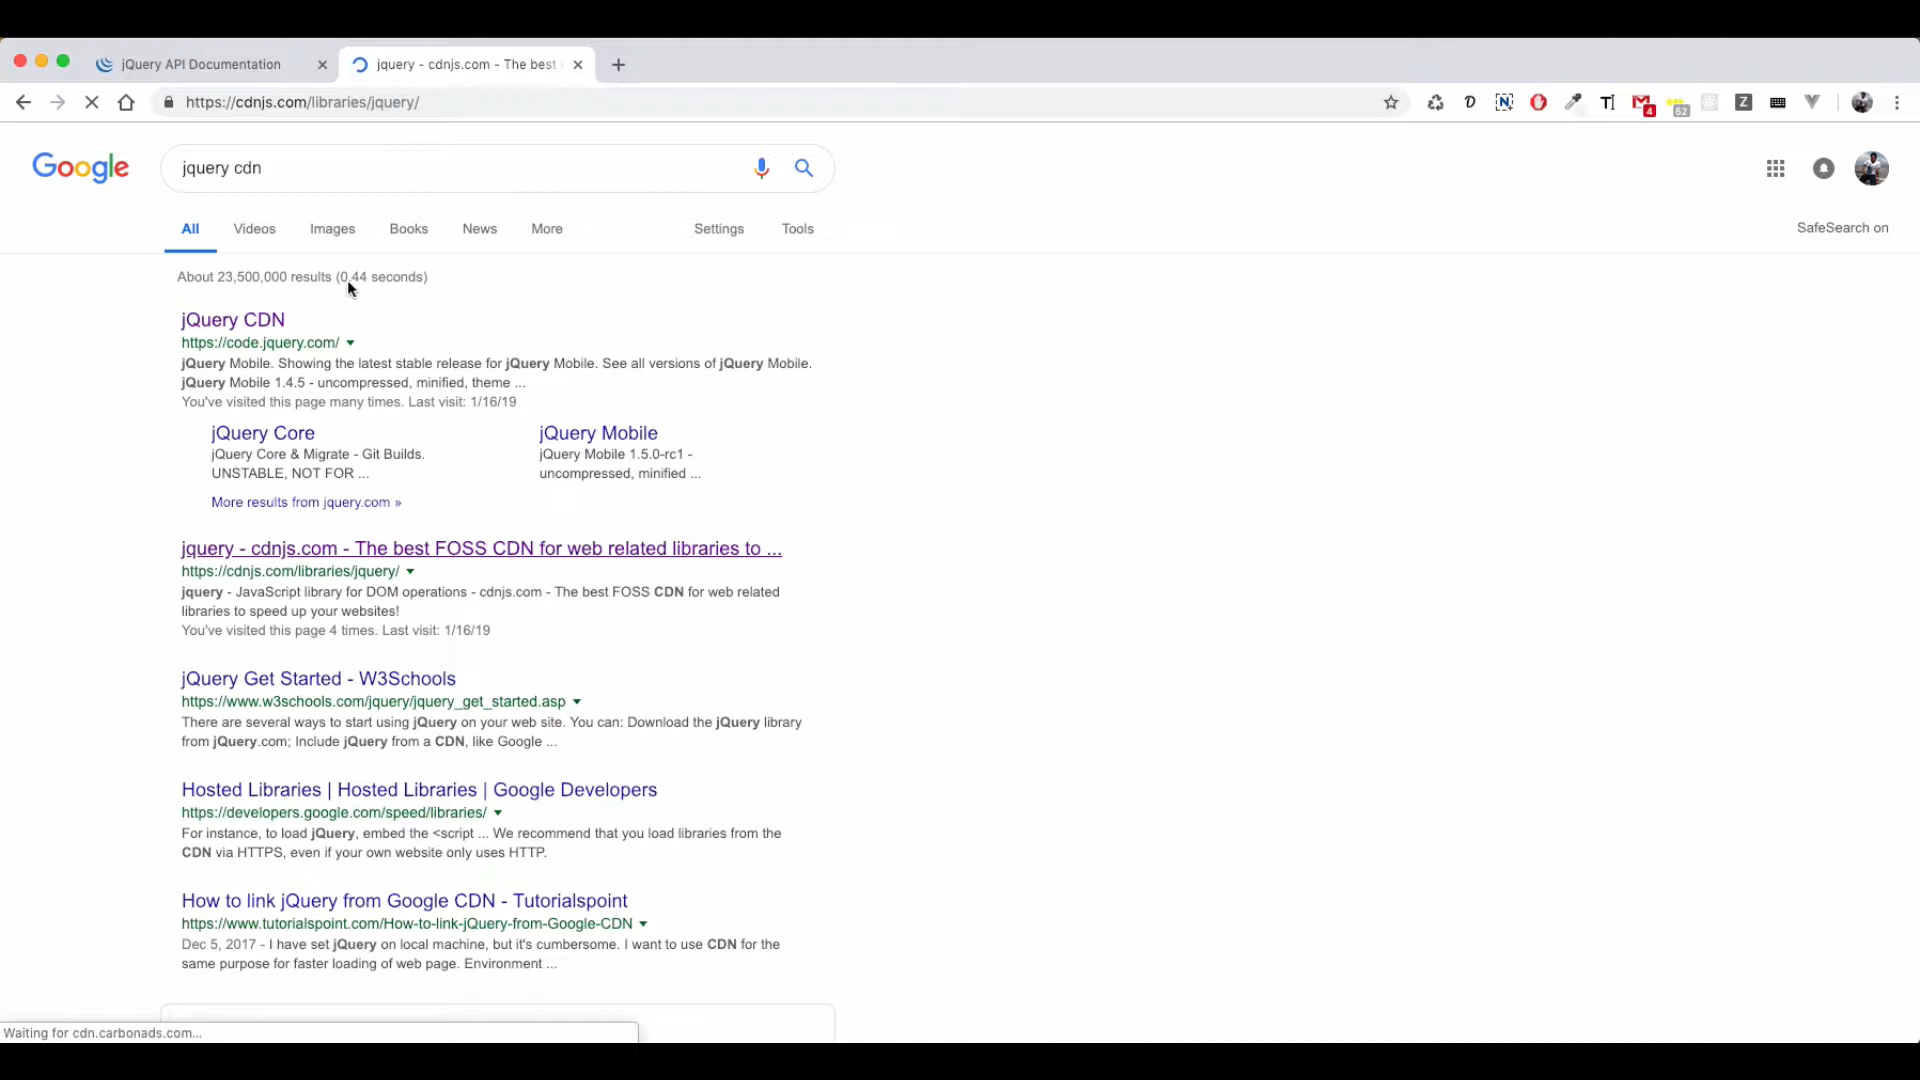 jQuery API Documentation
jquery - cdnjs.com - The best
https://cdnjs.com/libraries/jquery/
4
52
Z
Google
jquery cdn
All Videos Images Books News More Settings Tools
SafeSearch on
About 23,500,000 results (0.44 seconds)
jQuery CDN
https://code.jquery.com/
jQuery Mobile. Showing the latest stable release for jQuery Mobile. See all versions of jQuery Mobile.
jQuery Mobile 1.4.5 - uncompressed, minified, theme ...
You've visited this page many times. Last visit: 1/16/19
jQuery Core
jQuery Core & Migrate - Git Builds.
UNSTABLE, NOT FOR ...
jQuery Mobile
jQuery Mobile 1.5.0-rc1 -
uncompressed, minified ...
More results from jquery.com »
jquery - cdnjs.com - The best FOSS CDN for web related libraries to ...
https://cdnjs.com/libraries/jquery/
jquery - JavaScript library for DOM operations - cdnjs.com - The best FOSS CDN for web related
libraries to speed up your websites!
You've visited this page 4 times. Last visit: 1/16/19
jQuery Get Started - W3Schools
https://www.w3schools.com/jquery/jquery_get_started.asp
There are several ways to start using jQuery on your web site. You can: Download the jQuery library
from jQuery.com; Include jQuery from a CDN, like Google ...
Hosted Libraries | Hosted Libraries | Google Developers
https://developers.google.com/speed/libraries/
For instance, to load jQuery, embed the <script ... We recommend that you load libraries from the
CDN via HTTPS, even if your own website only uses HTTP.
How to link jQuery from Google CDN - Tutorialspoint
https://www.tutorialspoint.com/How-to-link-jQuery-from-Google-CDN
Dec 5, 2017 - I have set jQuery on local machine, but it's cumbersome. I want to use CDN for the
same purpose for faster loading of web page. Environment ...
Waiting for cdn.carbonads.com...